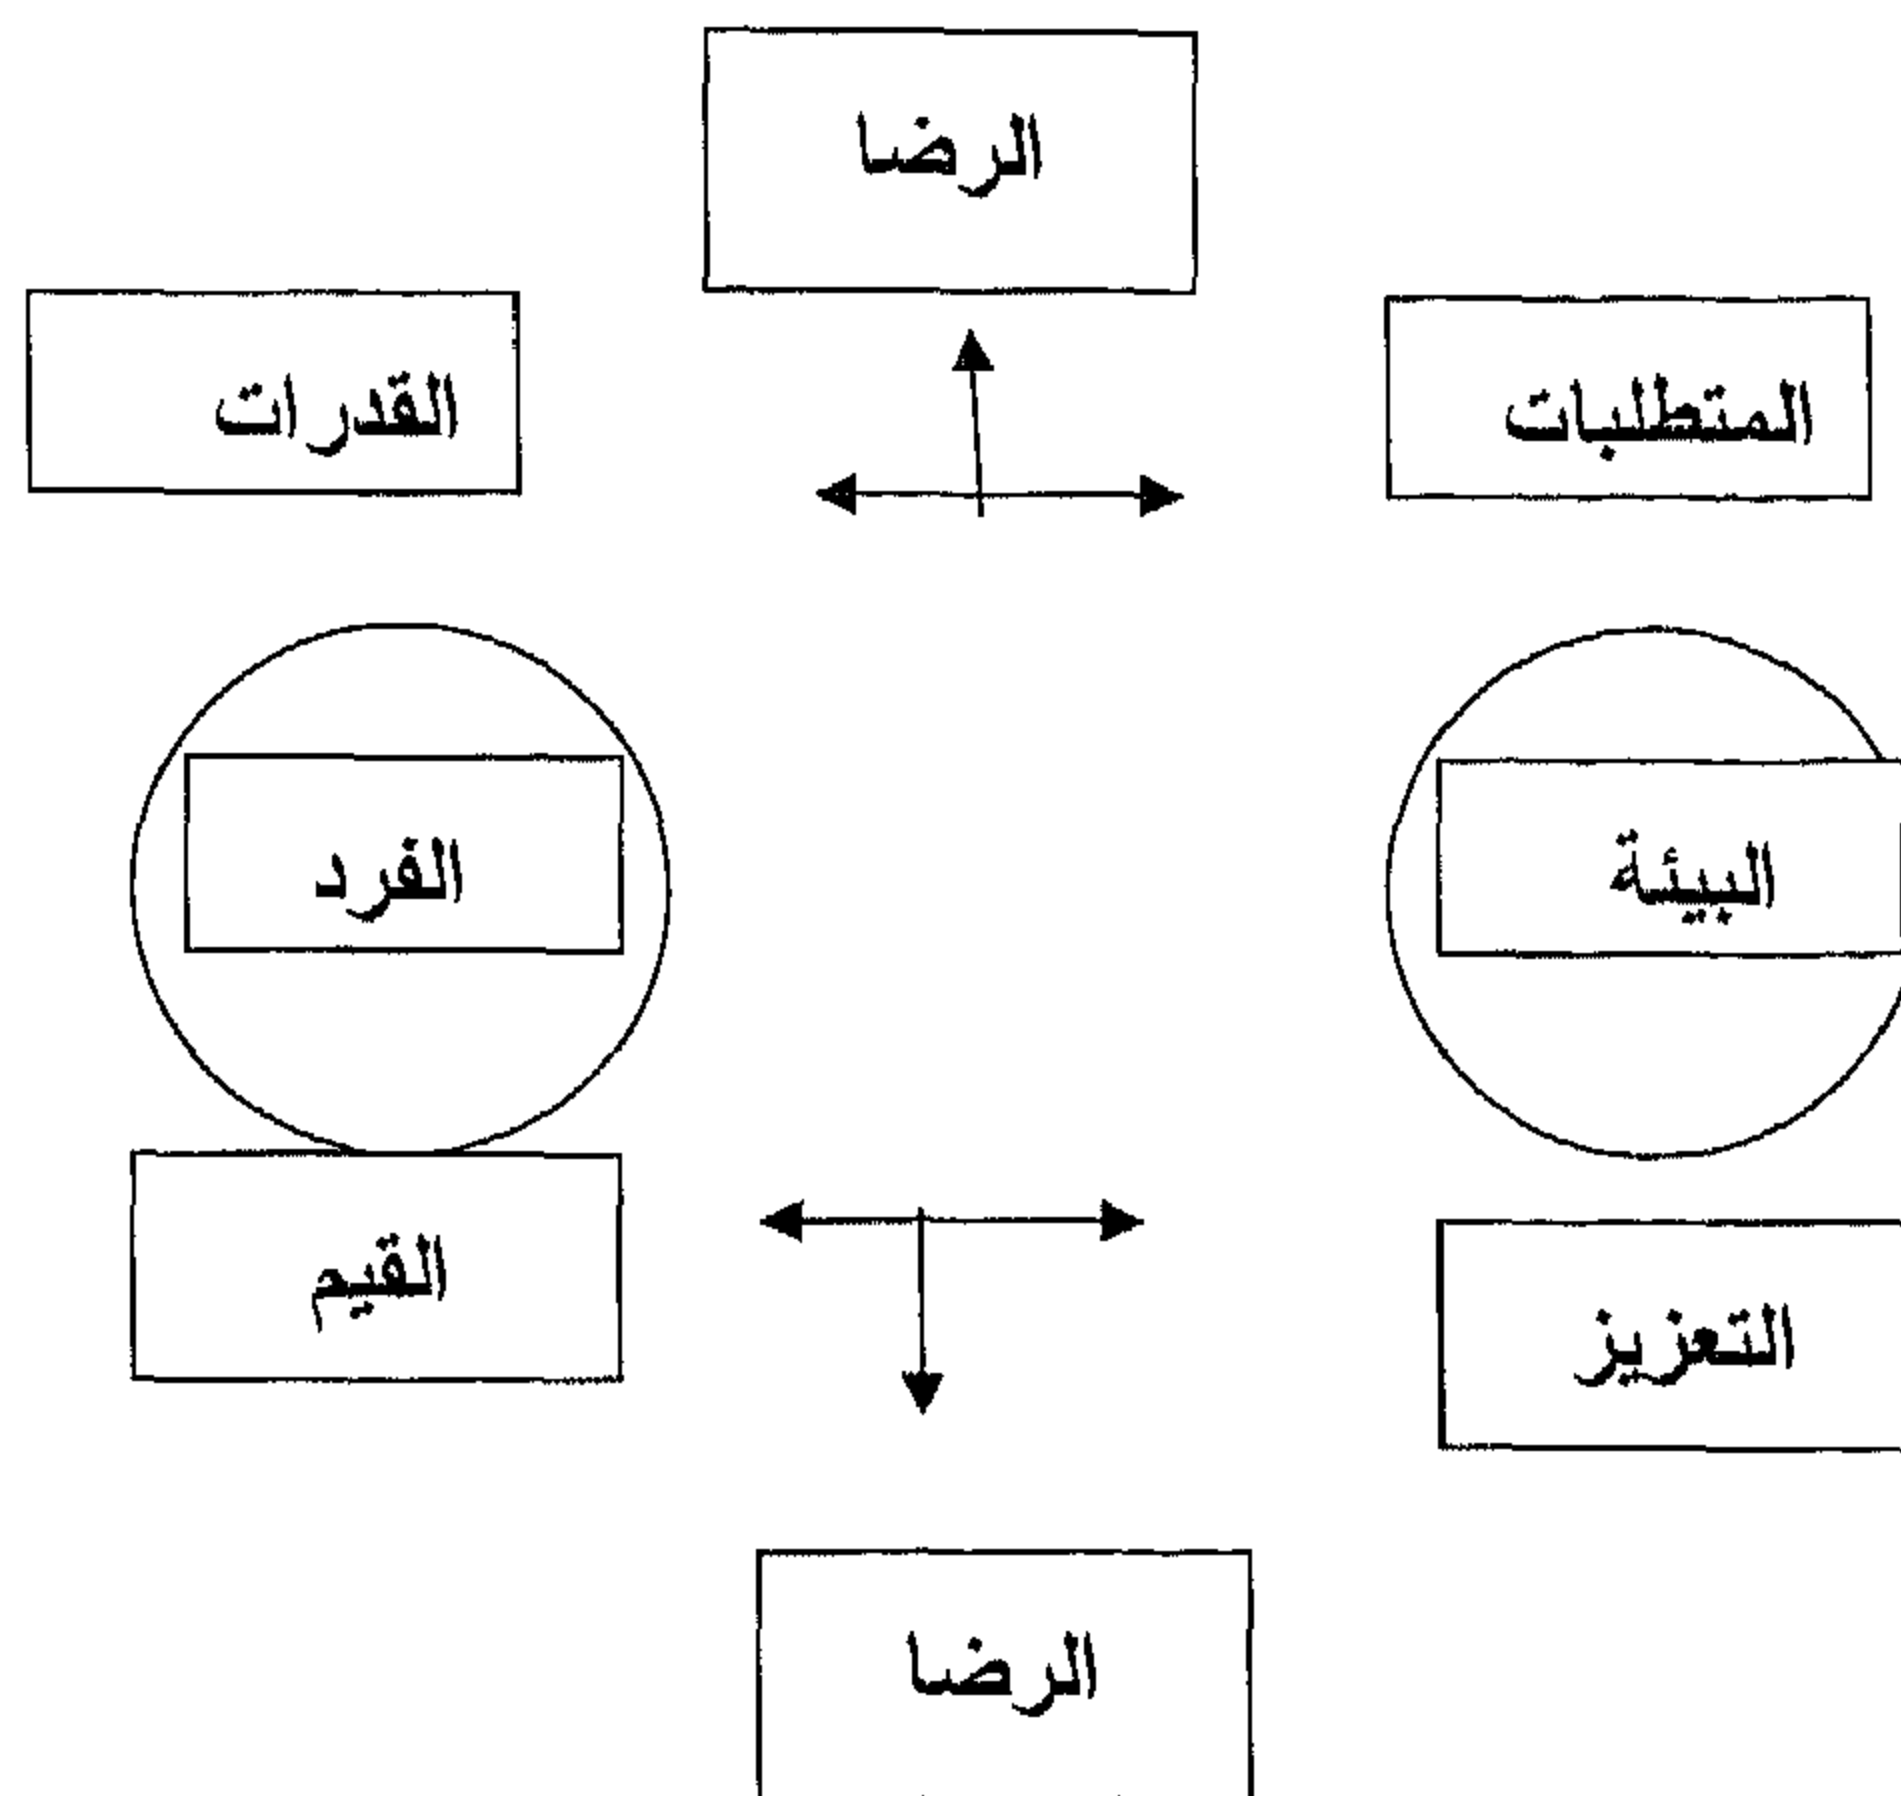 الرضا
المتطلبات
القدرات
البيئة
الفرد
القيم
التعزيز
الرضا